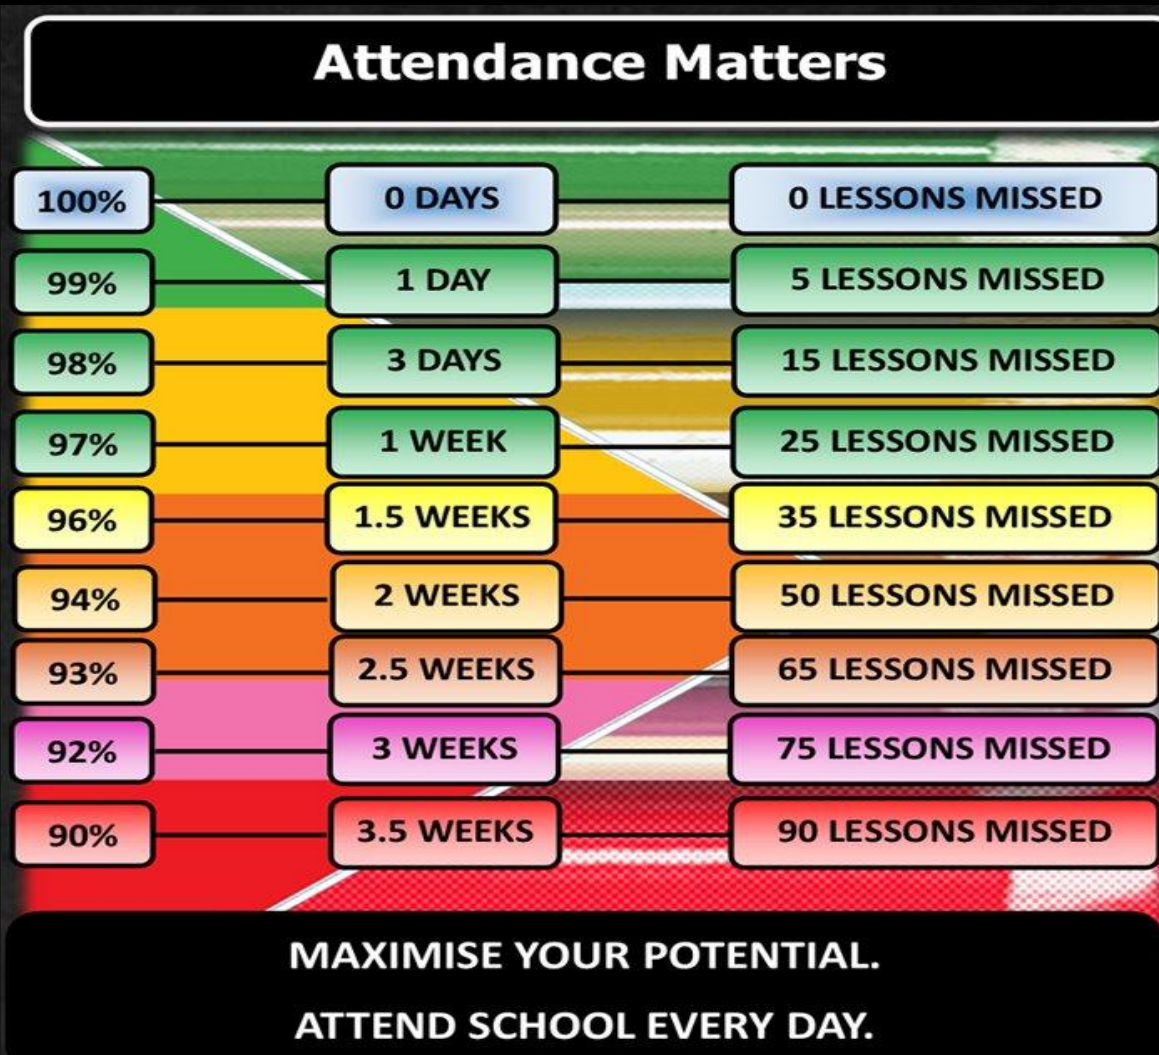 Attendance Matters
100% 0 DAYS 0 LESSONS MISSED
99% 1 DAY 5 LESSONS MISSED
98% 3 DAYS 15 LESSONS MISSED
97% 1 WEEK 25 LESSONS MISSED
96% 1.5 WEEKS 35 LESSONS MISSED
94% 2 WEEKS 50 LESSONS MISSED
93% 2.5 WEEKS 65 LESSONS MISSED
92% 3 WEEKS 75 LESSONS MISSED
90% 3.5 WEEKS 90 LESSONS MISSED
MAXIMISE YOUR POTENTIAL.
ATTEND SCHOOL EVERY DAY.